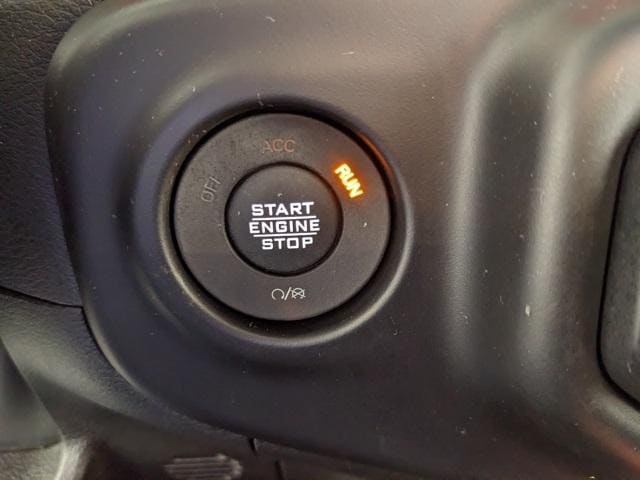 OFF
ACC
RUN
START
ENGINE
STOP